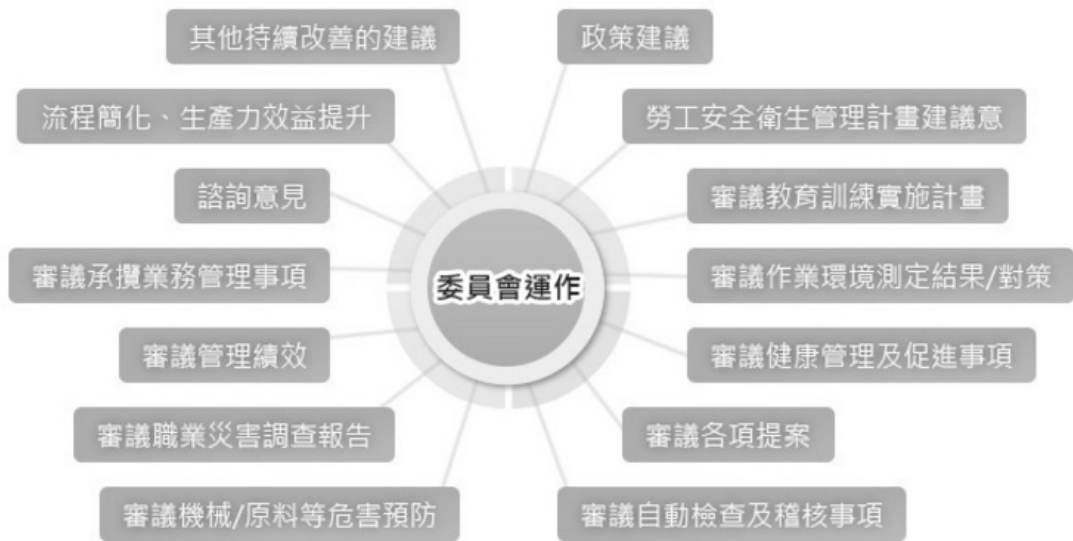 其他持續改善的建議
政策建議
流程簡化、生產力效益提升
勞工安全衛生管理計畫建議意
諮詢意見
審議教育訓練實施計畫
審議承攬業務管理事項
委員會運作
審議作業環境測定結果/對策
審議管理績效
審議健康管理及促進事項
審議職業災害調查報告
審議各項提案
審議機械/原料等危害預防
審議自動檢查及稽核事項